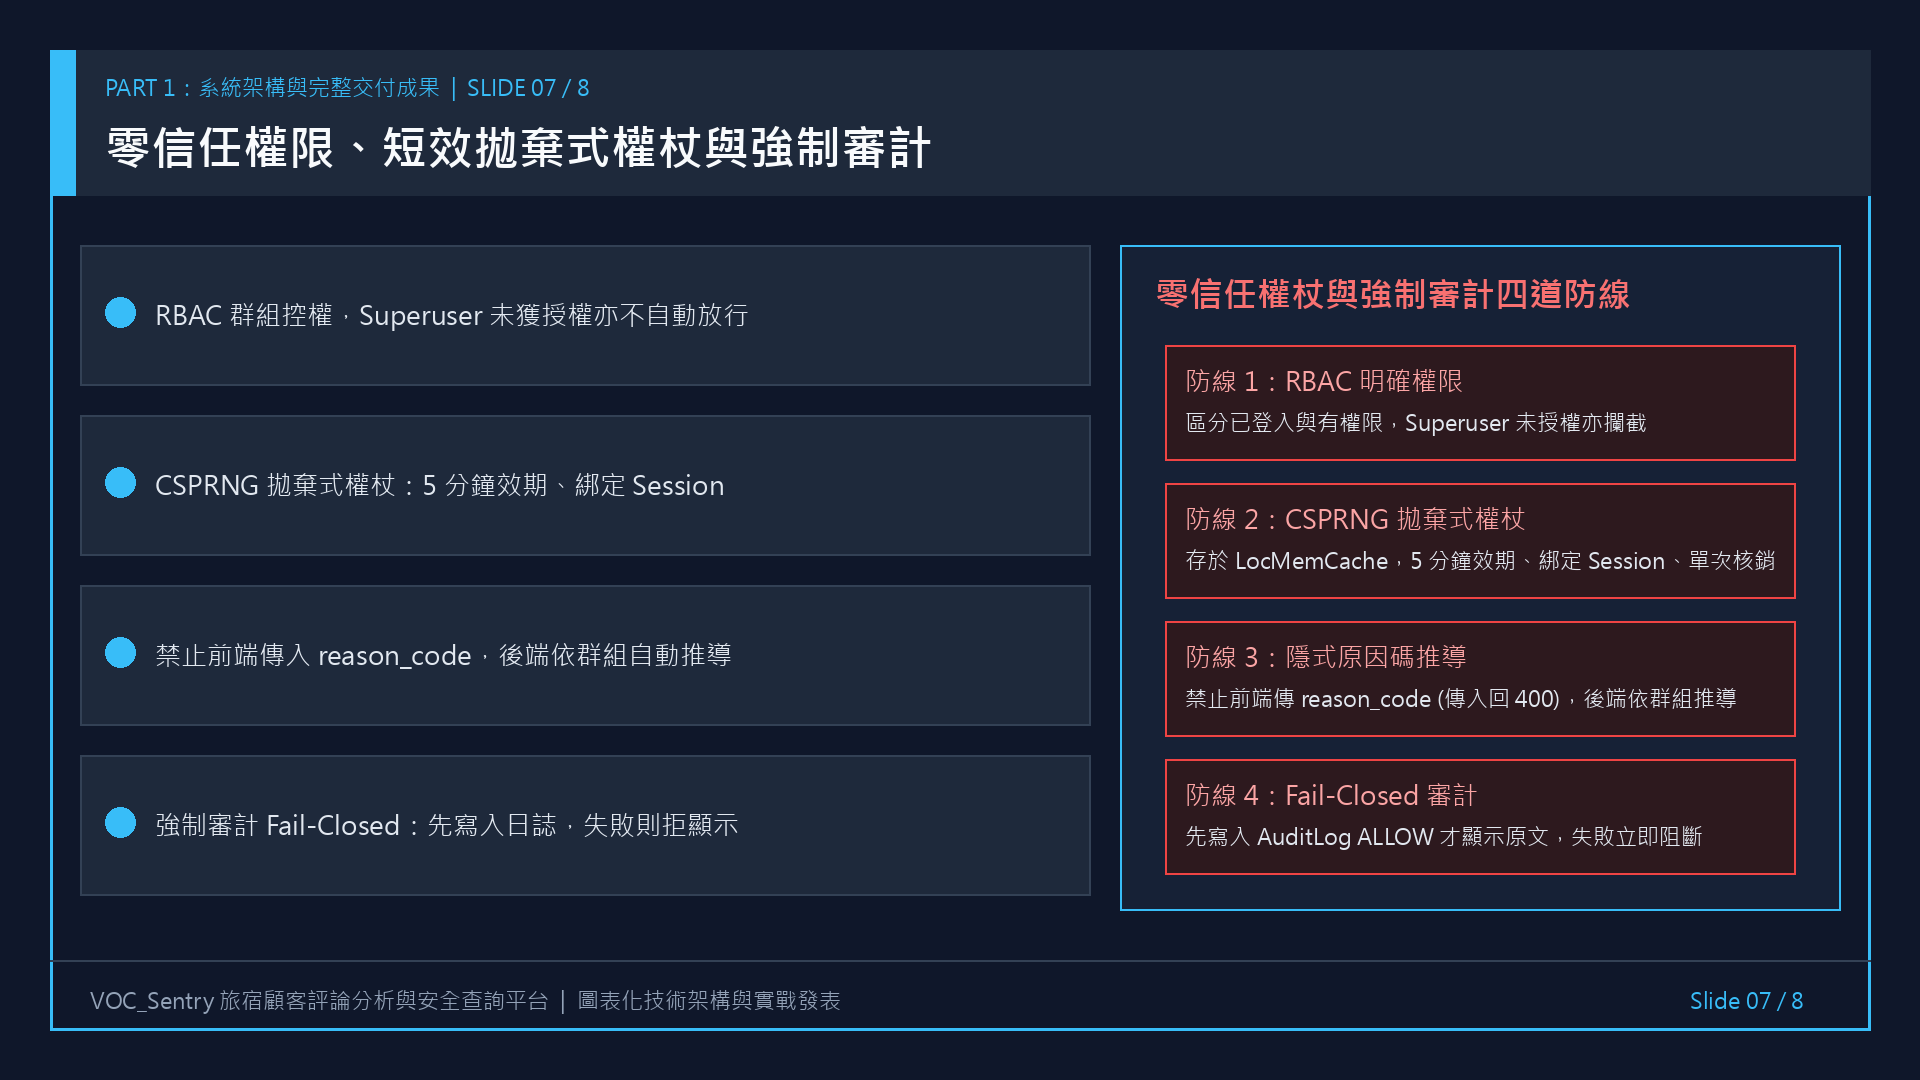 PART 1：系統架構與完整交付成果 | SLIDE 07 / 8
零信任權限、短效拋棄式權杖與強制審計
RBAC 群組控權，Superuser 未獲授權亦不自動放行
CSPRNG 拋棄式權杖：5 分鐘效期、綁定 Session
禁止前端傳入 reason_code，後端依群組自動推導
強制審計 Fail-Closed：先寫入日誌，失敗則拒顯示
零信任權杖與強制審計四道防線
防線 1：RBAC 明確權限
區分已登入與有權限，Superuser 未授權亦攔截
防線 2：CSPRNG 拋棄式權杖
存於 LocMemCache，5 分鐘效期、綁定 Session、單次核銷
防線 3：隱式原因碼推導
禁止前端傳 reason_code (傳入回 400)，後端依群組推導
防線 4：Fail-Closed 審計
先寫入 AuditLog ALLOW 才顯示原文，失敗立即阻斷
VOC_Sentry 旅宿顧客評論分析與安全查詢平台 | 圖表化技術架構與實戰發表
Slide 07 / 8